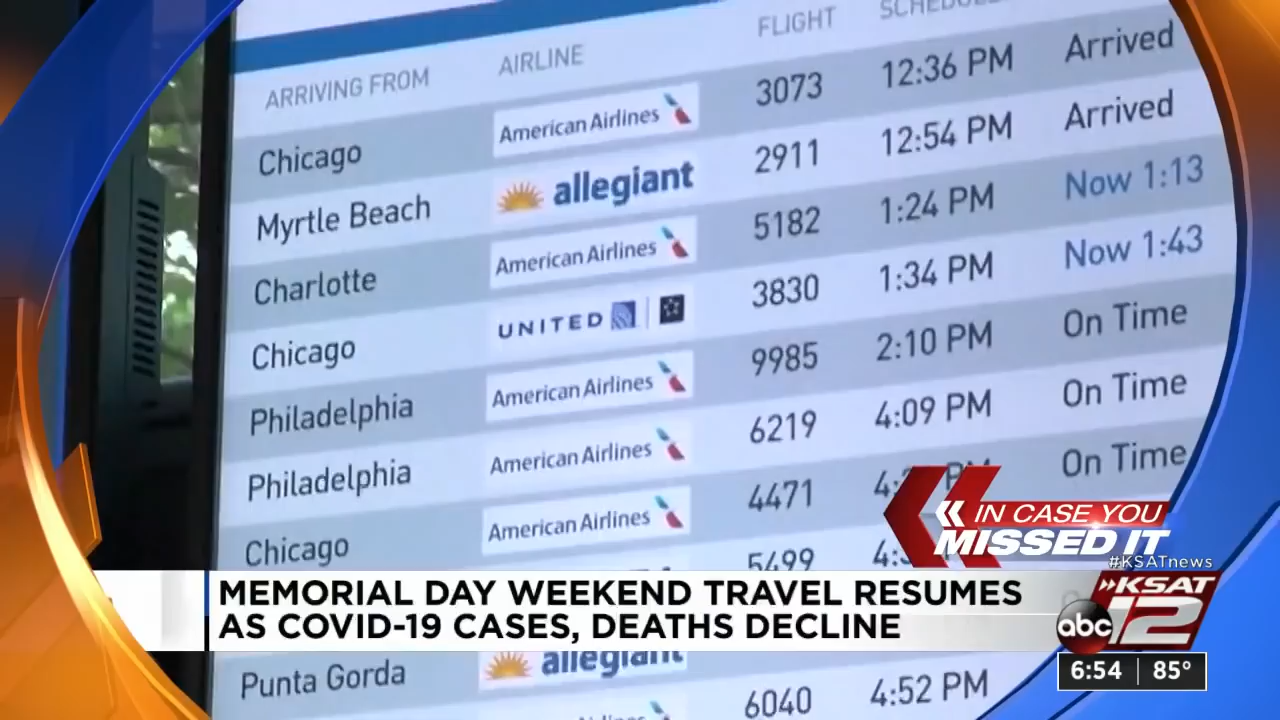 ARRIVING FROM AIRLINE FLIGHT
Chicago American Airlines 3073 12:36 PM Arrived
Myrtle Beach allegiant 2911 12:54 PM Arrived
Charlotte American Airlines 5182 1:24 PM Now 1:13
Chicago UNITED 3830 1:34 PM Now 1:43
Philadelphia American Airlines 9985 2:10 PM On Time
Philadelphia American Airlines 6219 4:09 PM On Time
Chicago American Airlines 4471 PM On Time
5499
IN CASE YOU
MISSED IT
#KSATnews
MEMORIAL DAY WEEKEND TRAVEL RESUMES
AS COVID-19 CASES, DEATHS DECLINE
KSAT
abc 12
6:54 85°
Punta Gorda allegiant
6040 4:52 PM